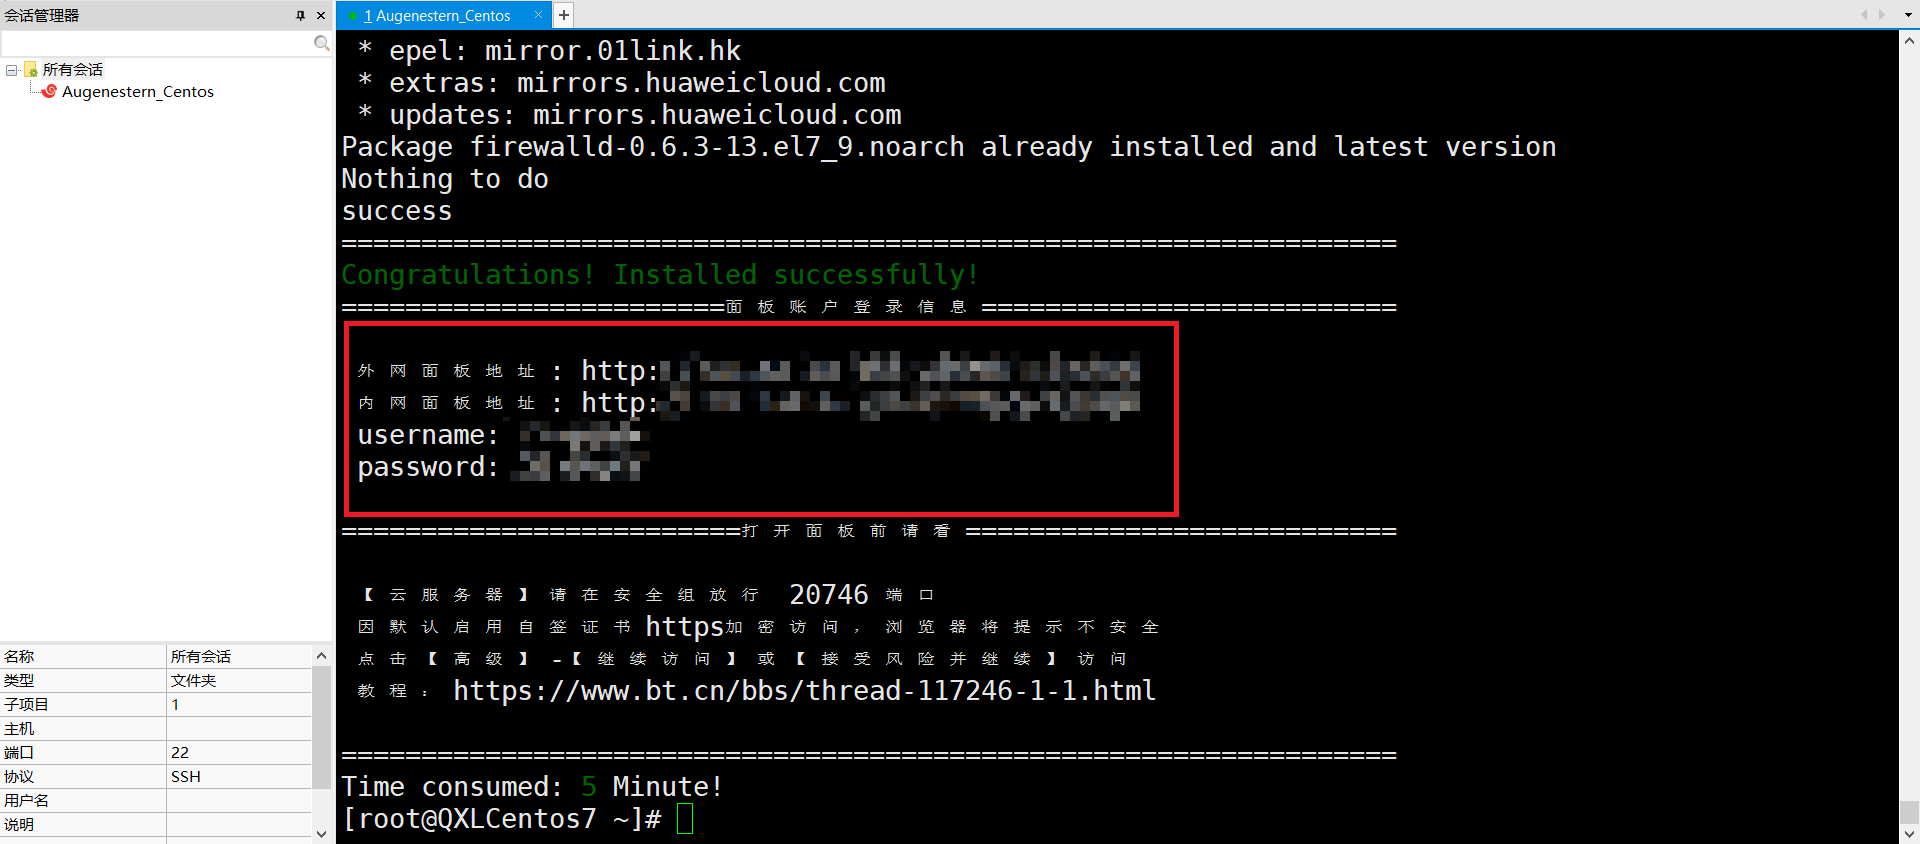 会话管理器
所有会话
Augenestern_Centos
名称 所有会话
类型 文件夹
子项目 1
主机
端口 22
协议 SSH
用户名
说明
1 Augenestern_Centos
* epel: mirror.01link.hk
* extras: mirrors.huaweicloud.com
* updates: mirrors.huaweicloud.com
Package firewalld-0.6.3-13.el7_9.noarch already installed and latest version
Nothing to do
success
==================================================================
Congratulations! Installed successfully!
========================面板账户登录信息==========================
外网面板地址: http:
内网面板地址: http:
username:
password:
=========================打开面板前请看===========================
【云服务器】请在安全组放行 20746 端口
因默认启用自签证书https加密访问，浏览器将提示不安全
点击【高级】-【继续访问】或【接受风险并继续】访问
教程：https://www.bt.cn/bbs/thread-117246-1-1.html
==================================================================
Time consumed: 5 Minute!
[root@QXLCentos7 ~]#